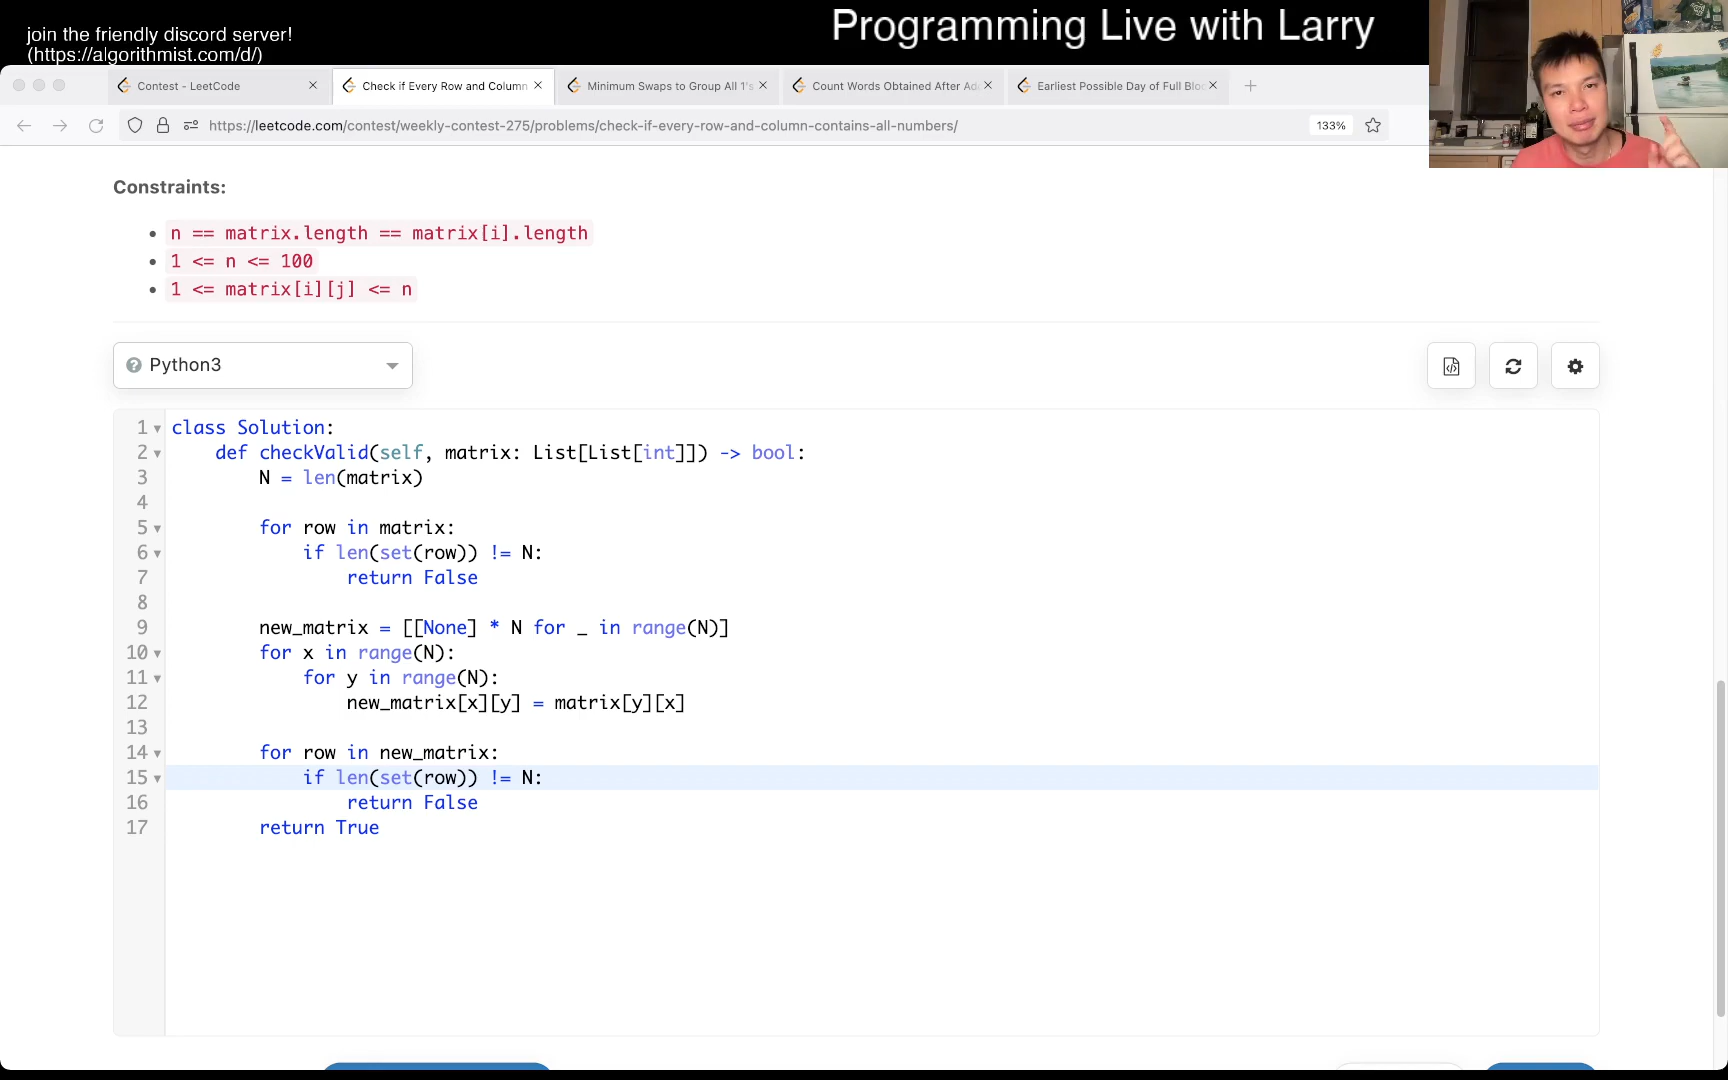 join the friendly discord server!
(https://algorithmist.com/d/)
Programming Live with Larry
Contest - LeetCode
Check if Every Row and Column
Minimum Swaps to Group All 1's
Count Words Obtained After Ad
Earliest Possible Day of Full Bloo
https://leetcode.com/contest/weekly-contest-275/problems/check-if-every-row-and-column-contains-all-numbers/
133%
Constraints:
n == matrix.length == matrix[i].length
1 <= n <= 100
1 <= matrix[i][j] <= n
Python3
1 class Solution:
2     def checkValid(self, matrix: List[List[int]]) -> bool:
3         N = len(matrix)
4
5         for row in matrix:
6             if len(set(row)) != N:
7                 return False
8
9         new_matrix = [[None] * N for _ in range(N)]
10         for x in range(N):
11             for y in range(N):
12                 new_matrix[x][y] = matrix[y][x]
13
14         for row in new_matrix:
15             if len(set(row)) != N:
16                 return False
17         return True